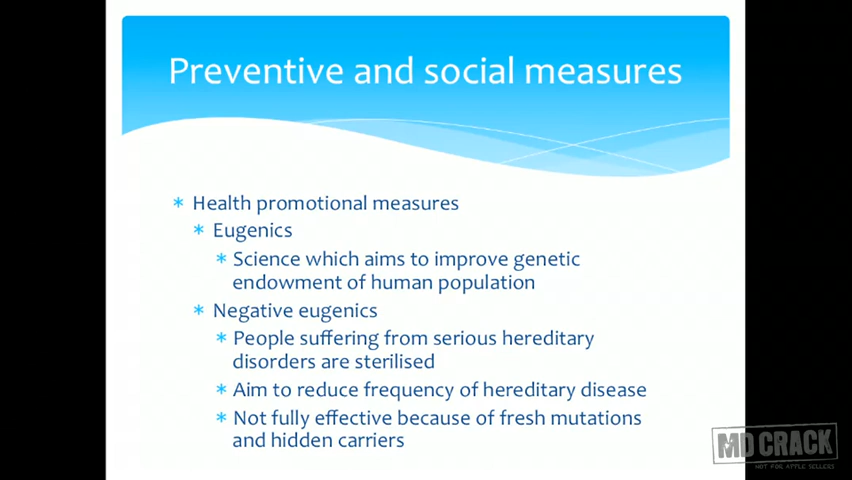 Preventive and social measures
* Health promotional measures
* Eugenics
* Science which aims to improve genetic
endowment of human population
* Negative eugenics
* People suffering from serious hereditary
disorders are sterilised
* Aim to reduce frequency of hereditary disease
* Not fully effective because of fresh mutations
and hidden carriers
MD CRACK
NOT FOR APPLE SELLERS